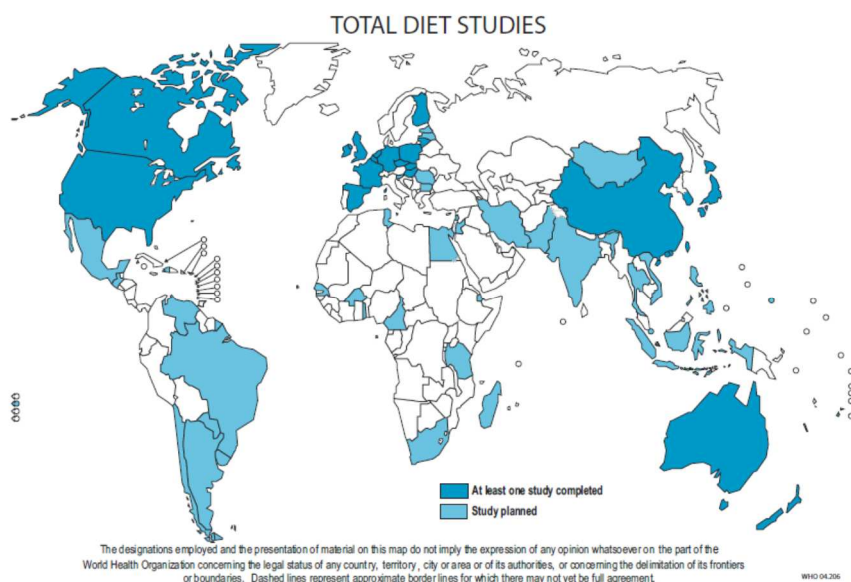 TOTAL DIET STUDIES
At least one study completed
Study planned
The designations employed and the presentation of material on this map do not imply the expression of any opinion whatsoever on the part of the
World Health Organization concerning the legal status of any country, territory, city or area or of its authorities, or concerning the delimitation of its frontiers
or boundaries. Dashed lines represent approximate border lines for which there may not yet be full agreement.
WHO 04.206